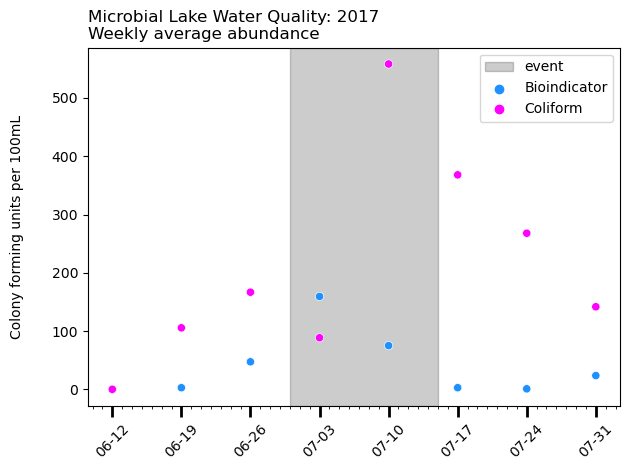 Microbial Lake Water Quality: 2017
Weekly average abundance
event
Bioindicator
Coliform
Colony forming units per 100mL
500
400
300
200
100
0
06-12
06-19
06-26
07-03
07-10
07-17
07-24
07-31